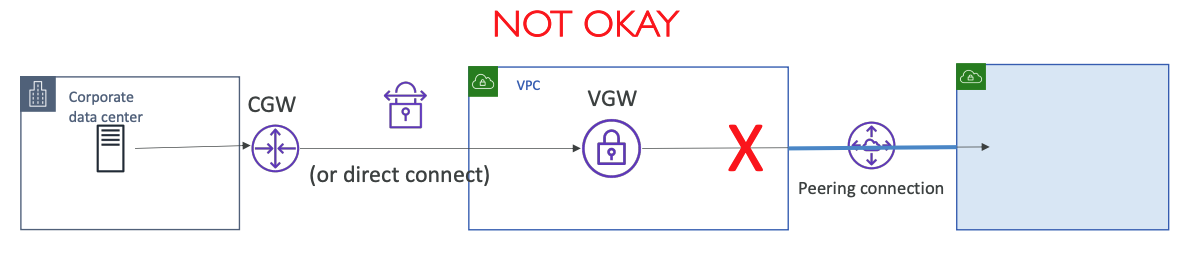 NOT OKAY
Corporate
data center
CGW
(or direct connect)
VPC
VGW
X
Peering connection